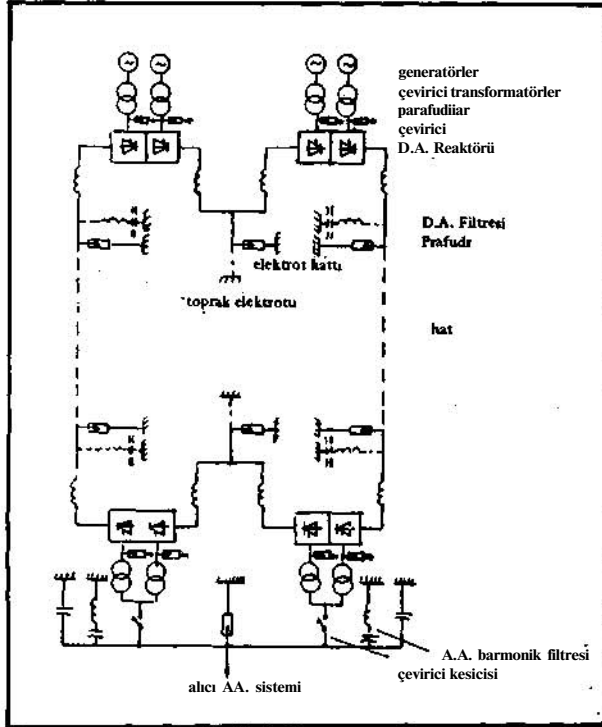 generatörler
çevirici transformatörler
parafudiiar
çevirici
D.A. Reaktörü
D.A. Filtresi
Prafudr
elektrot hattı
toprak elektrotu
hat
A.A. barmonik filtresi
çevirici kesicisi
alıcı AA. sistemi